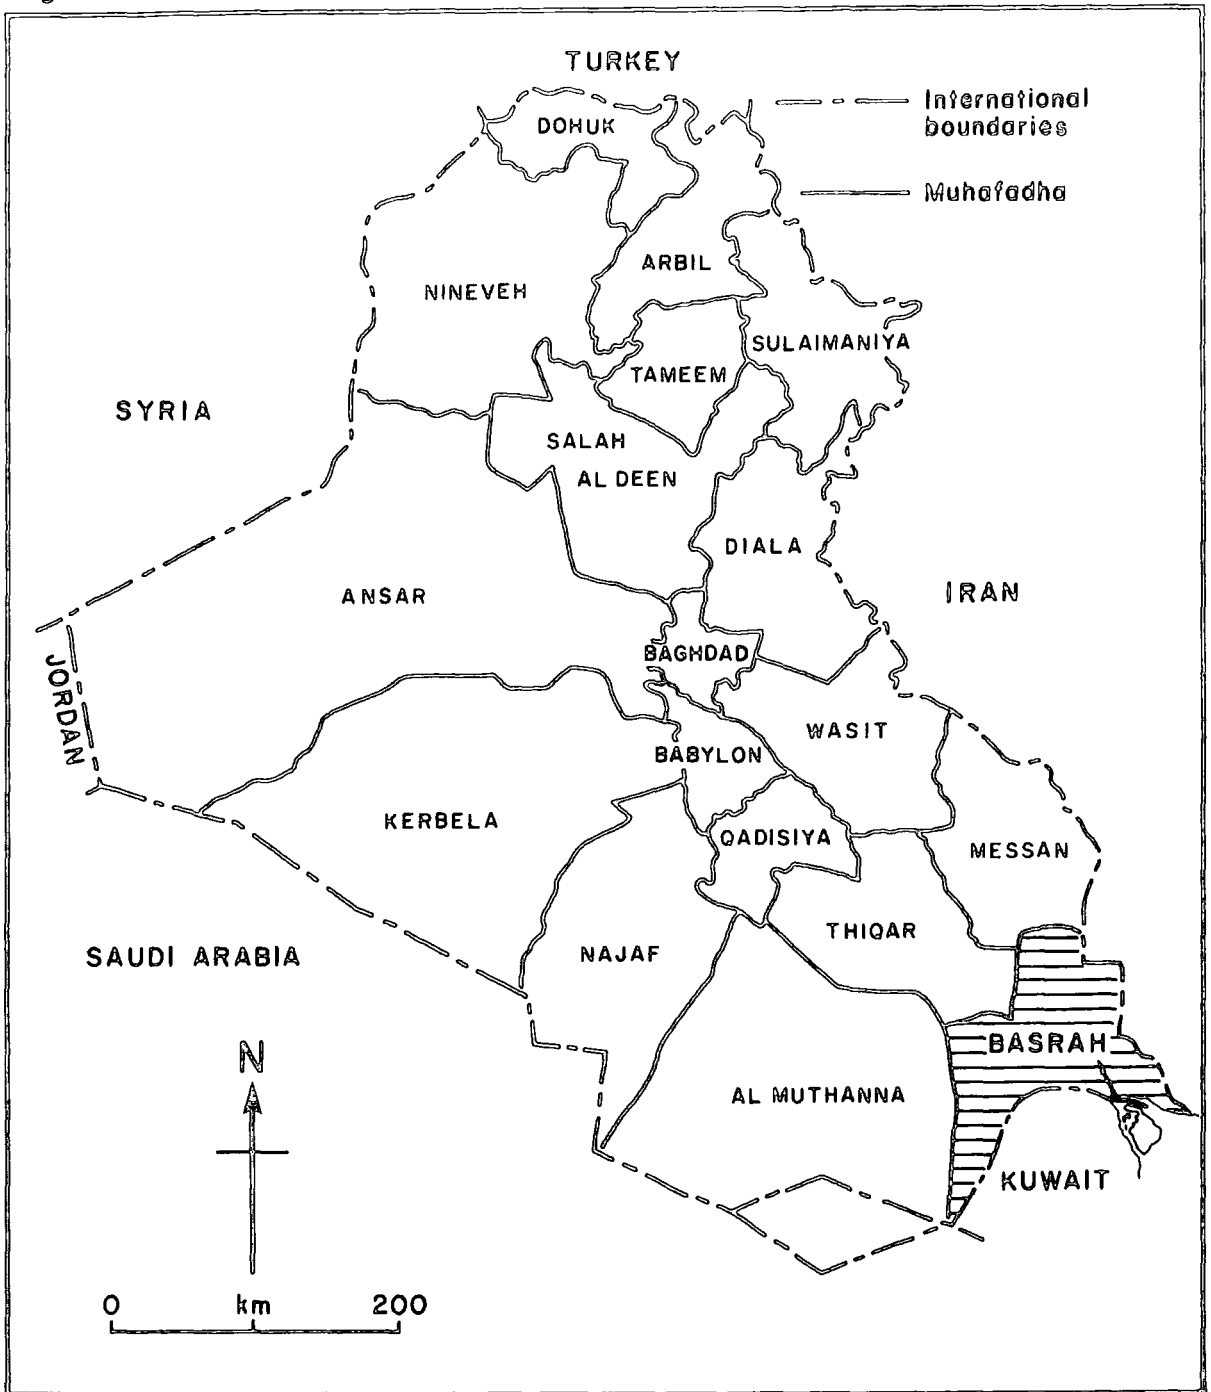 TURKEY
International
boundaries
DOHUK
Muhafadha
ARBIL
NINEVEH
SULAIMANIYA
TAMEEM
SYRIA
SALAH
AL DEEN
DIALA
ANSAR
IRAN
BAGHDAD
JORDAN
WASIT
BABYLON
KERBELA
QADISIYA
MESSAN
THIQAR
SAUDI ARABIA
NAJAF
BASRAH
N
AL MUTHANNA
KUWAIT
0 km 200